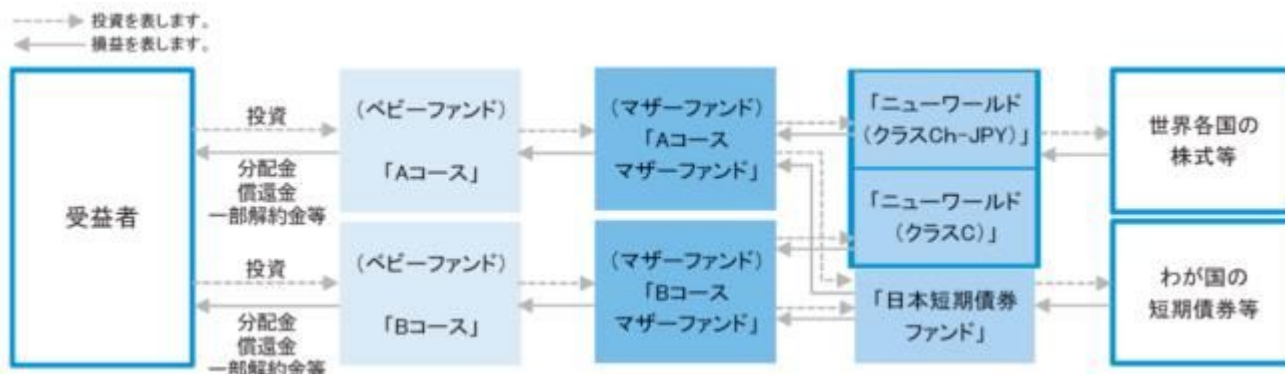 投資を表します。
損益を表します。
受益者
投資
分配金
償還金
一部解約金等
投資
分配金
償還金
一部解約金等
(ベビーファンド)
「Aコース」
(ベビーファンド)
「Bコース」
(マザーファンド)
「Aコース
マザーファンド」
(マザーファンド)
「Bコース
マザーファンド」
「ニューワールド
(クラスCh-JPY)」
「ニューワールド
(クラスC)」
「日本短期債券
ファンド」
世界各国の
株式等
わが国の
短期債券等